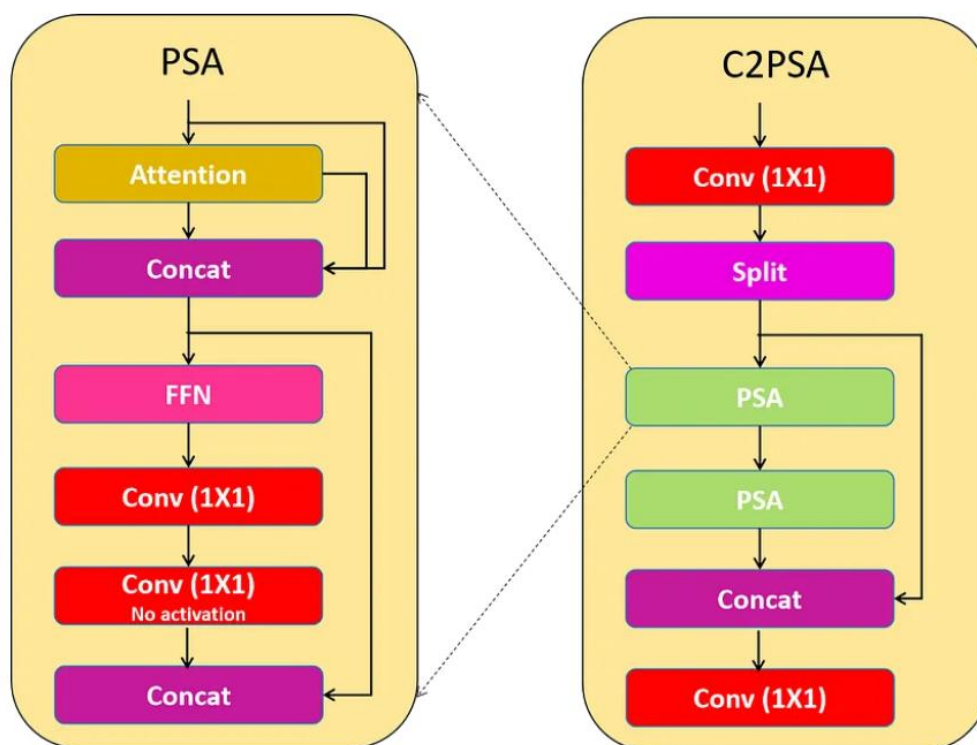 PSA
Attention
Concat
FFN
Conv (1X1)
Conv (1X1)
No activation
Concat
C2PSA
Conv (1X1)
Split
PSA
PSA
Concat
Conv (1X1)